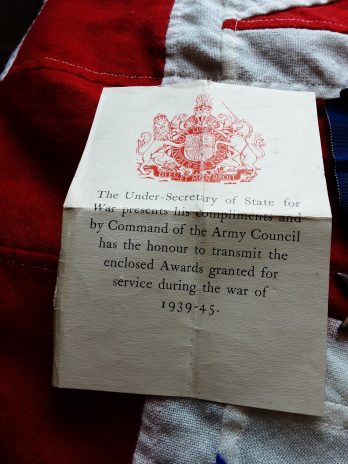 DIEU ET MON DROIT
The Under-Secretary of State for
War presents his compliments and
by Command of the Army Council
has the honour to transmit the
enclosed Awards granted for
service during the war of
1939-45.